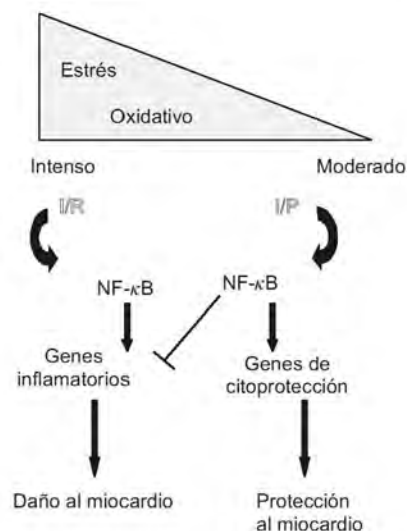 Estrés
Oxidativo
Intenso
Moderado
I/R
I/P
NF-κB
NF-κB
Genes
inflamatorios
Genes de
citoprotección
Daño al miocardio
Protección
al miocardio